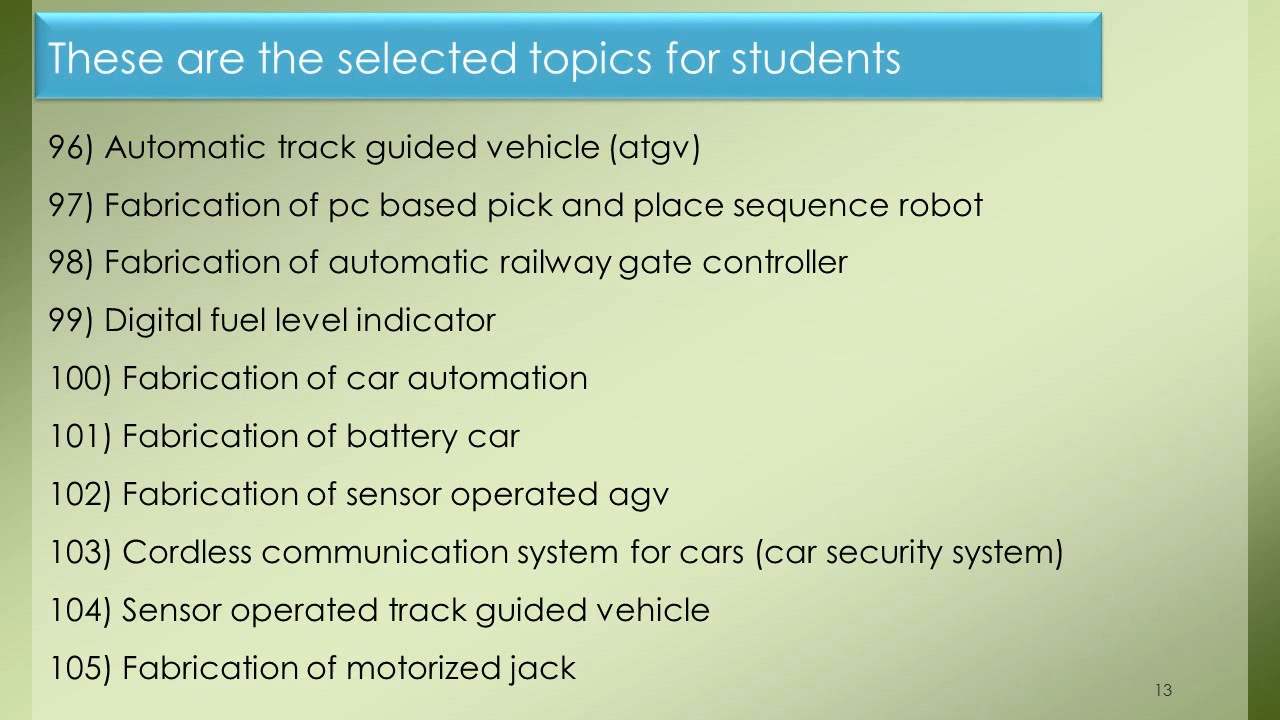 These are the selected topics for students
96) Automatic track guided vehicle (atgv)
97) Fabrication of pc based pick and place sequence robot
98) Fabrication of automatic railway gate controller
99) Digital fuel level indicator
100) Fabrication of car automation
101) Fabrication of battery car
102) Fabrication of sensor operated agv
103) Cordless communication system for cars (car security system)
104) Sensor operated track guided vehicle
105) Fabrication of motorized jack
13